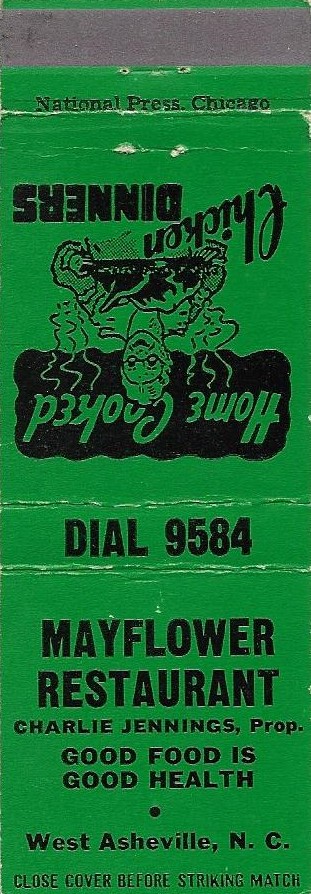 National Press. Chicago
Home Cooked
Chicken
DINNERS
DIAL 9584
MAYFLOWER
RESTAURANT
CHARLIE JENNINGS, Prop.
GOOD FOOD IS
GOOD HEALTH
•
West Asheville, N. C.
CLOSE COVER BEFORE STRIKING MATCH